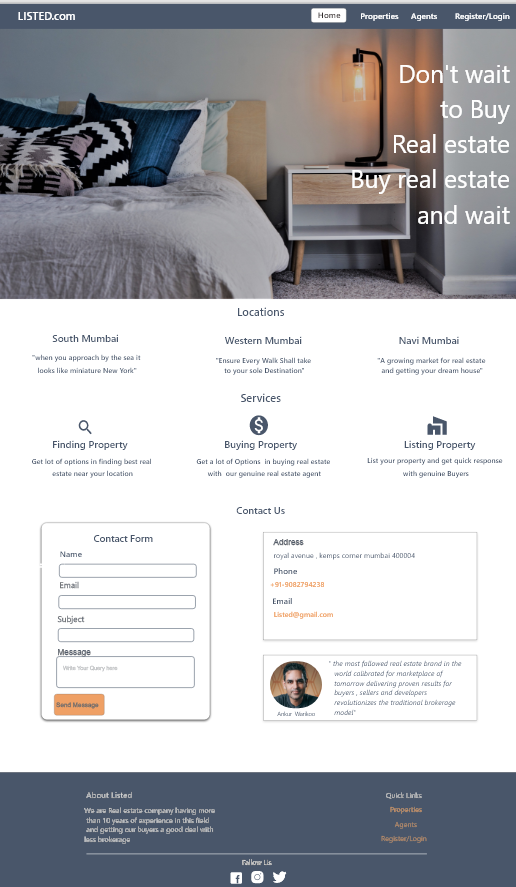 LISTED.com Home Properties Agents Register/Login
Don't wait
to Buy
Real estate
Buy real estate
and wait
Locations
South Mumbai
"when you approach by the sea it
looks like miniature New York"
Western Mumbai
"Ensure Every Walk Shall take
to your sole Destination"
Navi Mumbai
"A growing market for real estate
and getting your dream house"
Services
Finding Property
Get lot of options in finding best real
estate near your location
Buying Property
Get a lot of Options in buying real estate
with our genuine real estate agent
Listing Property
List your property and get quick response
with genuine Buyers
Contact Us
Contact Form
Name
Email
Subject
Message
Write Your Query here
Send Message
Address
royal avenue , kemps corner mumbai 400004
Phone
+91-9082794238
Email
Listed@gmail.com
Ankur Warikoo
" the most followed real estate brand in the
world calibrated for marketplace of
tomorrow delivering proven results for
buyers , sellers and developers
revolutionizes the traditional brokerage
model"
About Listed
We are Real estate company having more
than 10 years of experience in this field
and getting our buyers a good deal with
less brokerage
Quick Links
Properties
Agents
Register/Login
Follow Us